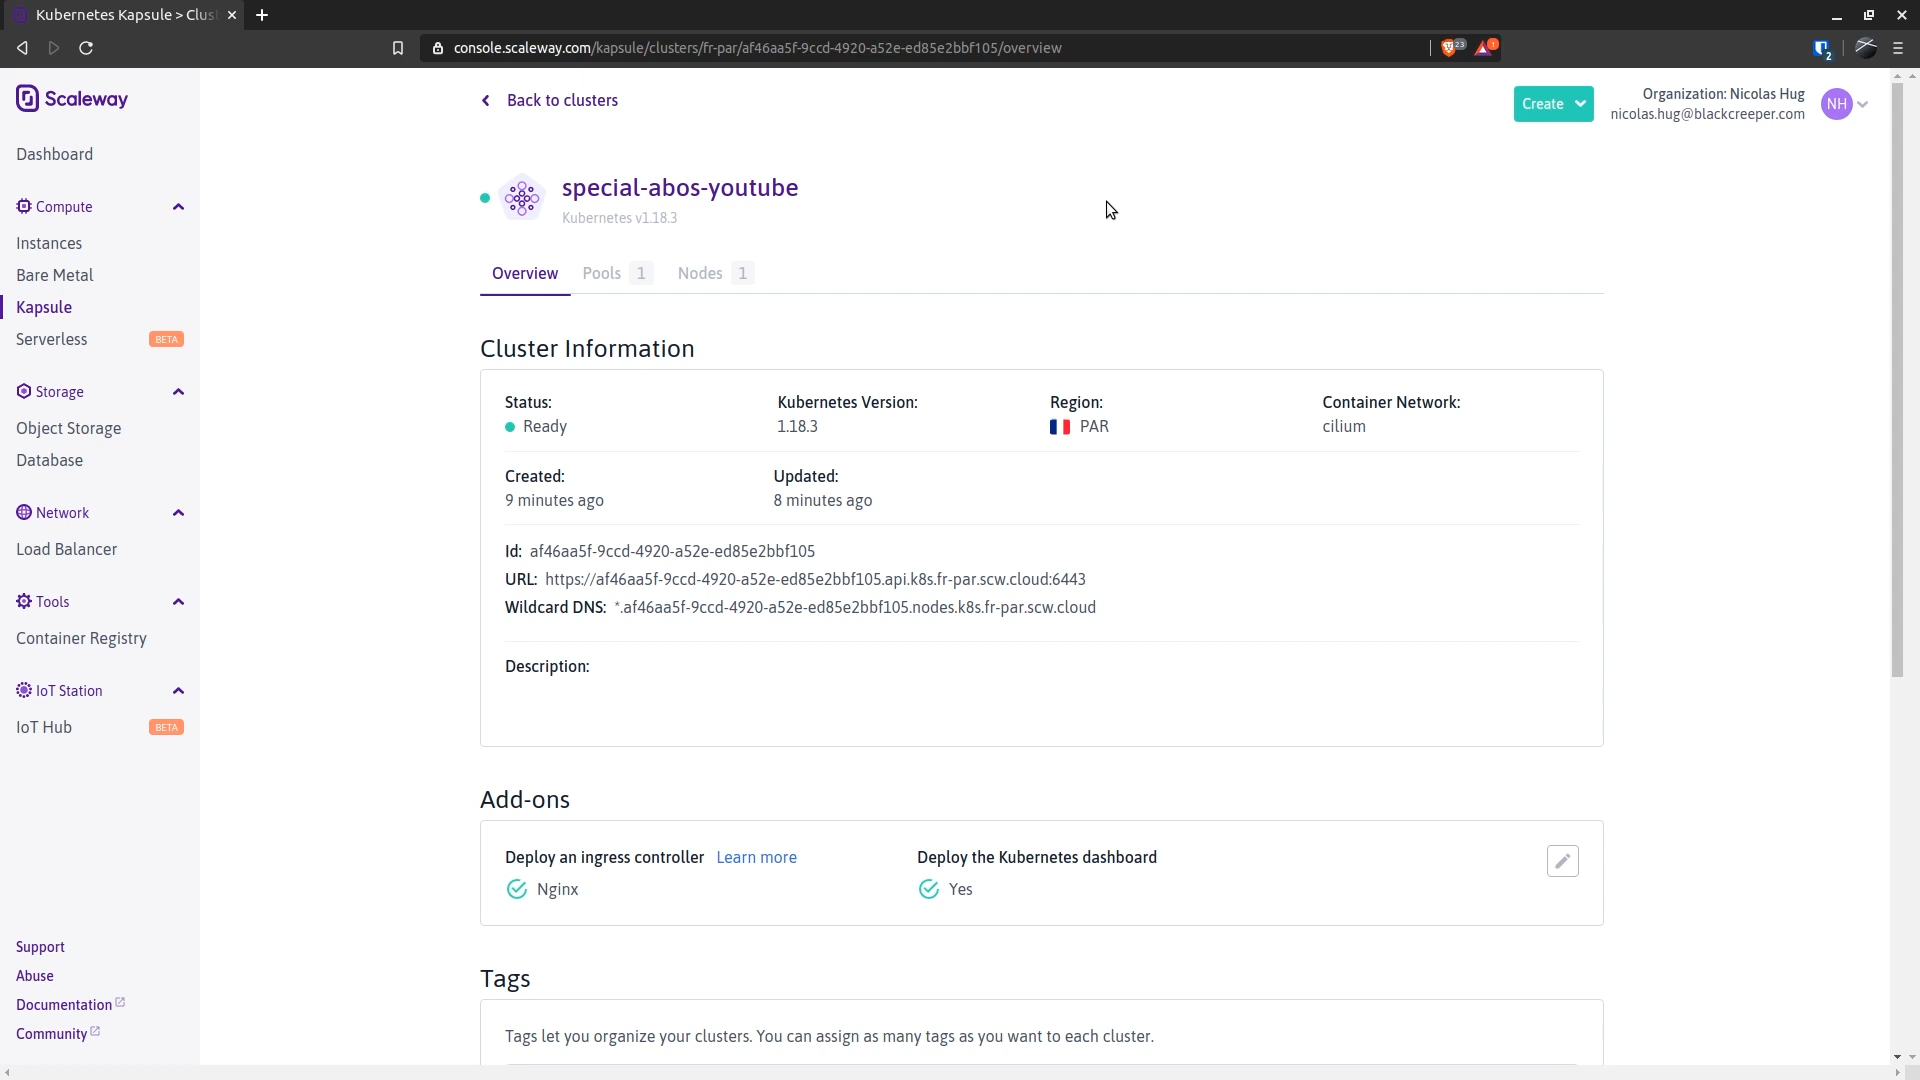 Kubernetes Kapsule > Clus
console.scaleway.com/kapsule/clusters/fr-par/af46aa5f-9ccd-4920-a52e-ed85e2bbf105/overview
23
1
2
Scaleway
Back to clusters
Create
Organization: Nicolas Hug
nicolas.hug@blackcreeper.com
NH
Dashboard
Compute
Instances
Bare Metal
Kapsule
Serverless BETA
Storage
Object Storage
Database
Network
Load Balancer
Tools
Container Registry
IoT Station
IoT Hub BETA
Support
Abuse
Documentation
Community
special-abos-youtube
Kubernetes v1.18.3
Overview Pools 1 Nodes 1
Cluster Information
Status: Kubernetes Version: Region: Container Network:
Ready 1.18.3 PAR cilium
Created: Updated:
9 minutes ago 8 minutes ago
Id: af46aa5f-9ccd-4920-a52e-ed85e2bbf105
URL: https://af46aa5f-9ccd-4920-a52e-ed85e2bbf105.api.k8s.fr-par.scw.cloud:6443
Wildcard DNS: *.af46aa5f-9ccd-4920-a52e-ed85e2bbf105.nodes.k8s.fr-par.scw.cloud
Description:
Add-ons
Deploy an ingress controller Learn more Deploy the Kubernetes dashboard
Nginx Yes
Tags
Tags let you organize your clusters. You can assign as many tags as you want to each cluster.